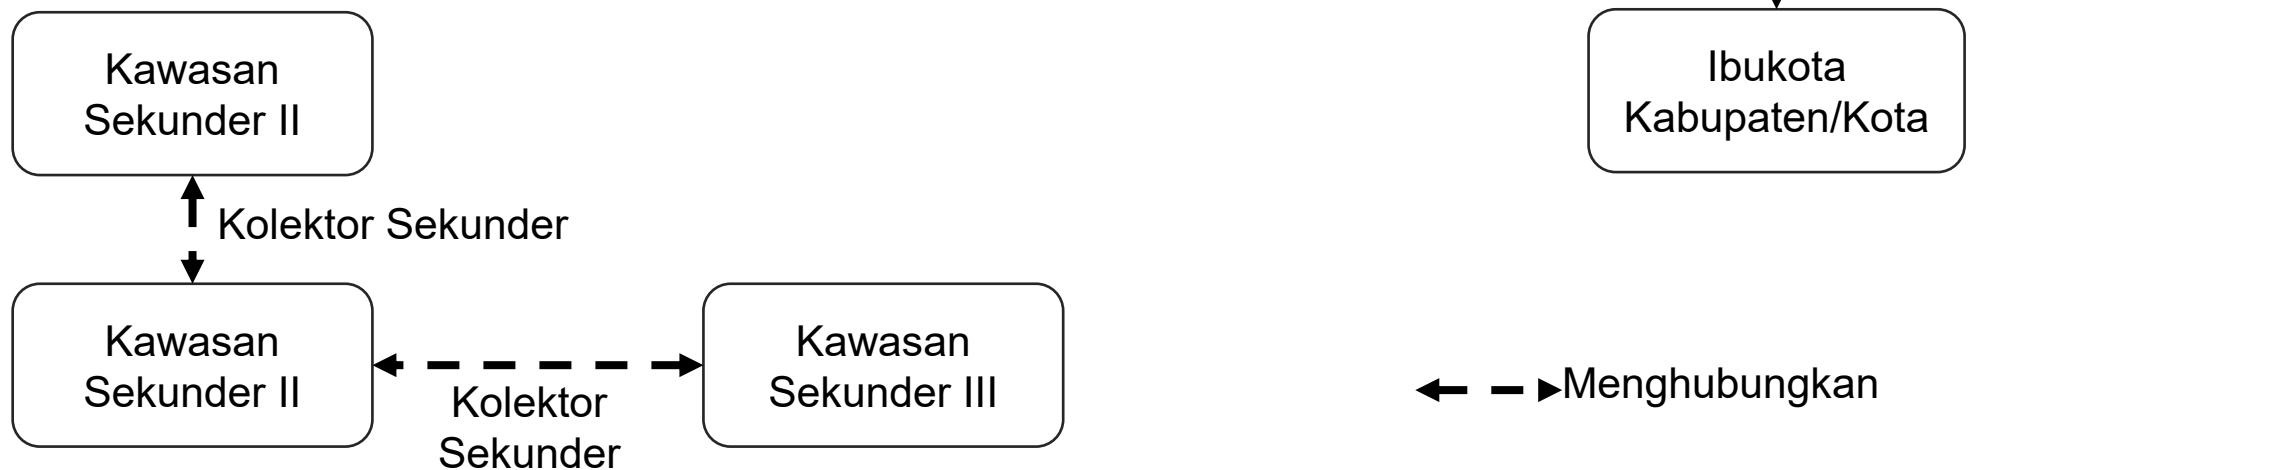 Kawasan
Sekunder II
Ibukota
Kabupaten/Kota
Kolektor Sekunder
Kawasan
Sekunder II
Kolektor
Sekunder
Kawasan
Sekunder III
Menghubungkan